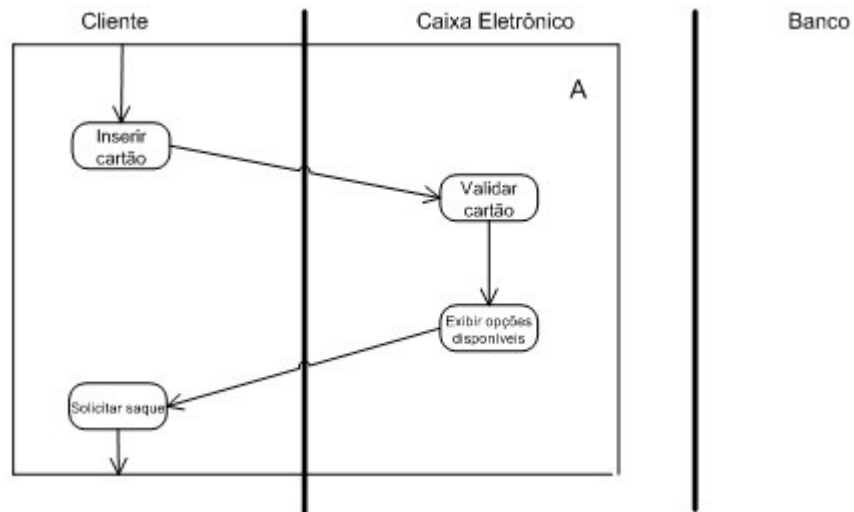 Cliente
Caixa Eletrônico
Banco
A
Inserir
cartão
Validar
cartão
Exibir opções
disponíveis
Solicitar saque